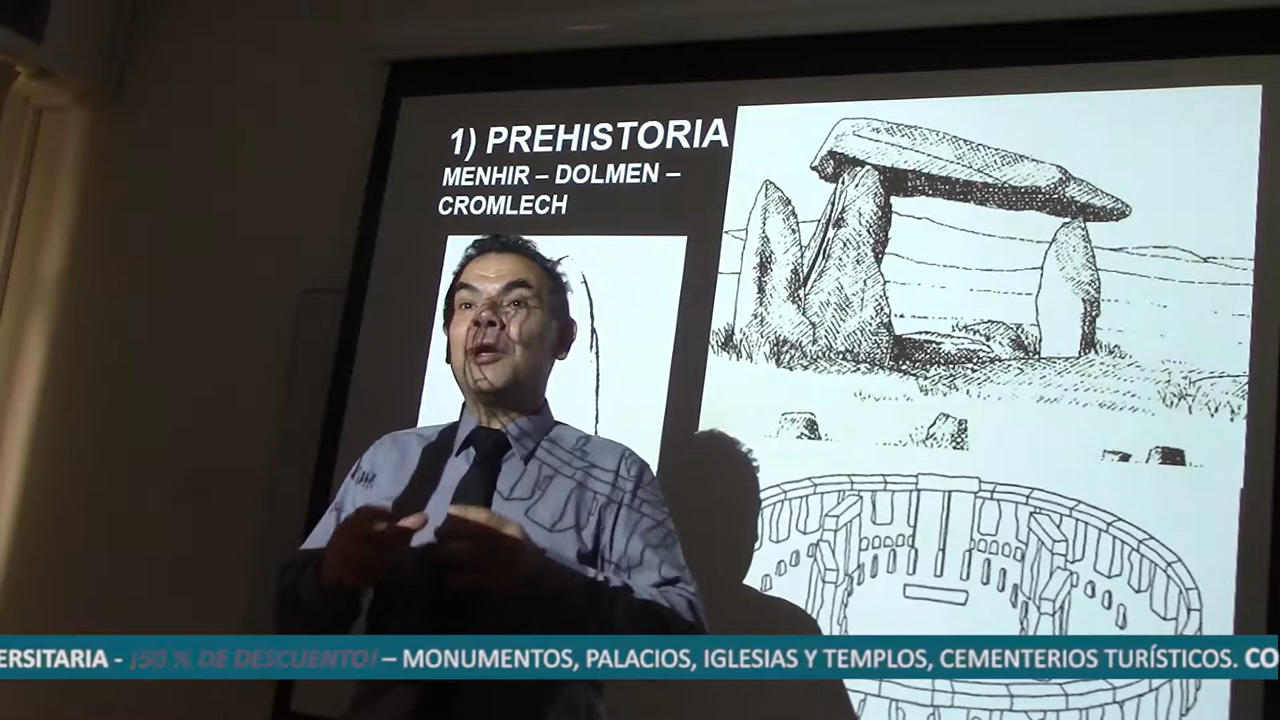 1) PREHISTORIA
MENHIR – DOLMEN –
CROMLECH
ERSITARIA - ¡50 % DE DESCUENTO! – MONUMENTOS, PALACIOS, IGLESIAS Y TEMPLOS, CEMENTERIOS TURÍSTICOS. CO